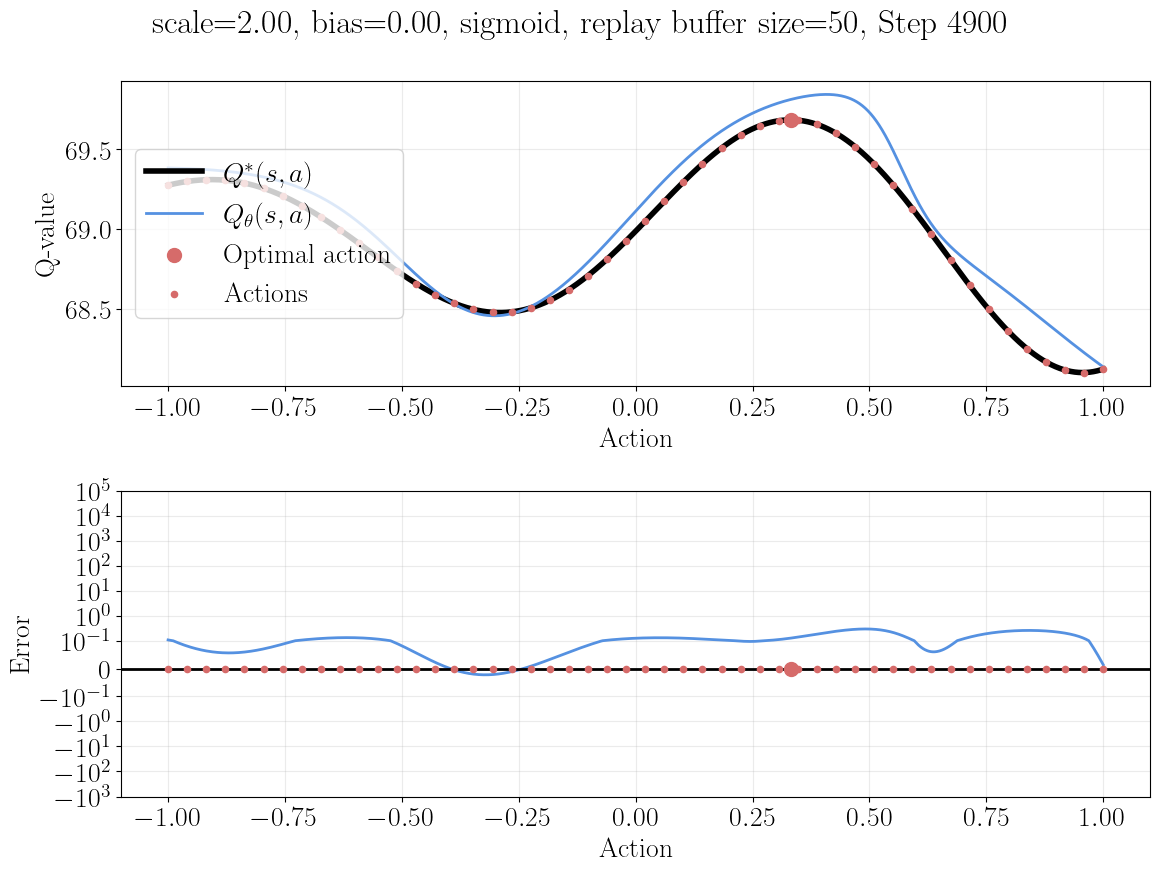 scale=2.00, bias=0.00, sigmoid, replay buffer size=50, Step 4900
69.5
69.0
68.5
Q-value
Q*(s, a)
Q_θ(s, a)
Optimal action
Actions
−1.00 −0.75 −0.50 −0.25 0.00 0.25 0.50 0.75 1.00
Action
10^5
10^4
10^3
10^2
10^1
10^0
10^−1
0
−10^−1
−10^0
−10^1
−10^2
−10^3
Error
−1.00 −0.75 −0.50 −0.25 0.00 0.25 0.50 0.75 1.00
Action